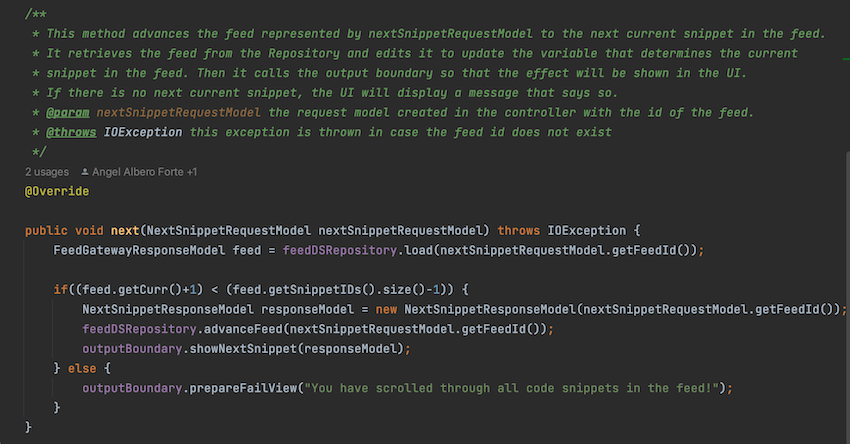 /**
 * This method advances the feed represented by nextSnippetRequestModel to the next current snippet in the feed.
 * It retrieves the feed from the Repository and edits it to update the variable that determines the current
 * snippet in the feed. Then it calls the output boundary so that the effect will be shown in the UI.
 * If there is no next current snippet, the UI will display a message that says so.
 * @param nextSnippetRequestModel the request model created in the controller with the id of the feed.
 * @throws IOException this exception is thrown in case the feed id does not exist
 */
2 usages Angel Albero Forte +1
@Override
public void next(NextSnippetRequestModel nextSnippetRequestModel) throws IOException {
    FeedGatewayResponseModel feed = feedDSRepository.load(nextSnippetRequestModel.getFeedId());
    if((feed.getCurr()+1) < (feed.getSnippetIDs().size()-1)) {
        NextSnippetResponseModel responseModel = new NextSnippetResponseModel(nextSnippetRequestModel.getFeedId());
        feedDSRepository.advanceFeed(nextSnippetRequestModel.getFeedId());
        outputBoundary.showNextSnippet(responseModel);
    } else {
        outputBoundary.prepareFailView("You have scrolled through all code snippets in the feed!");
    }
}